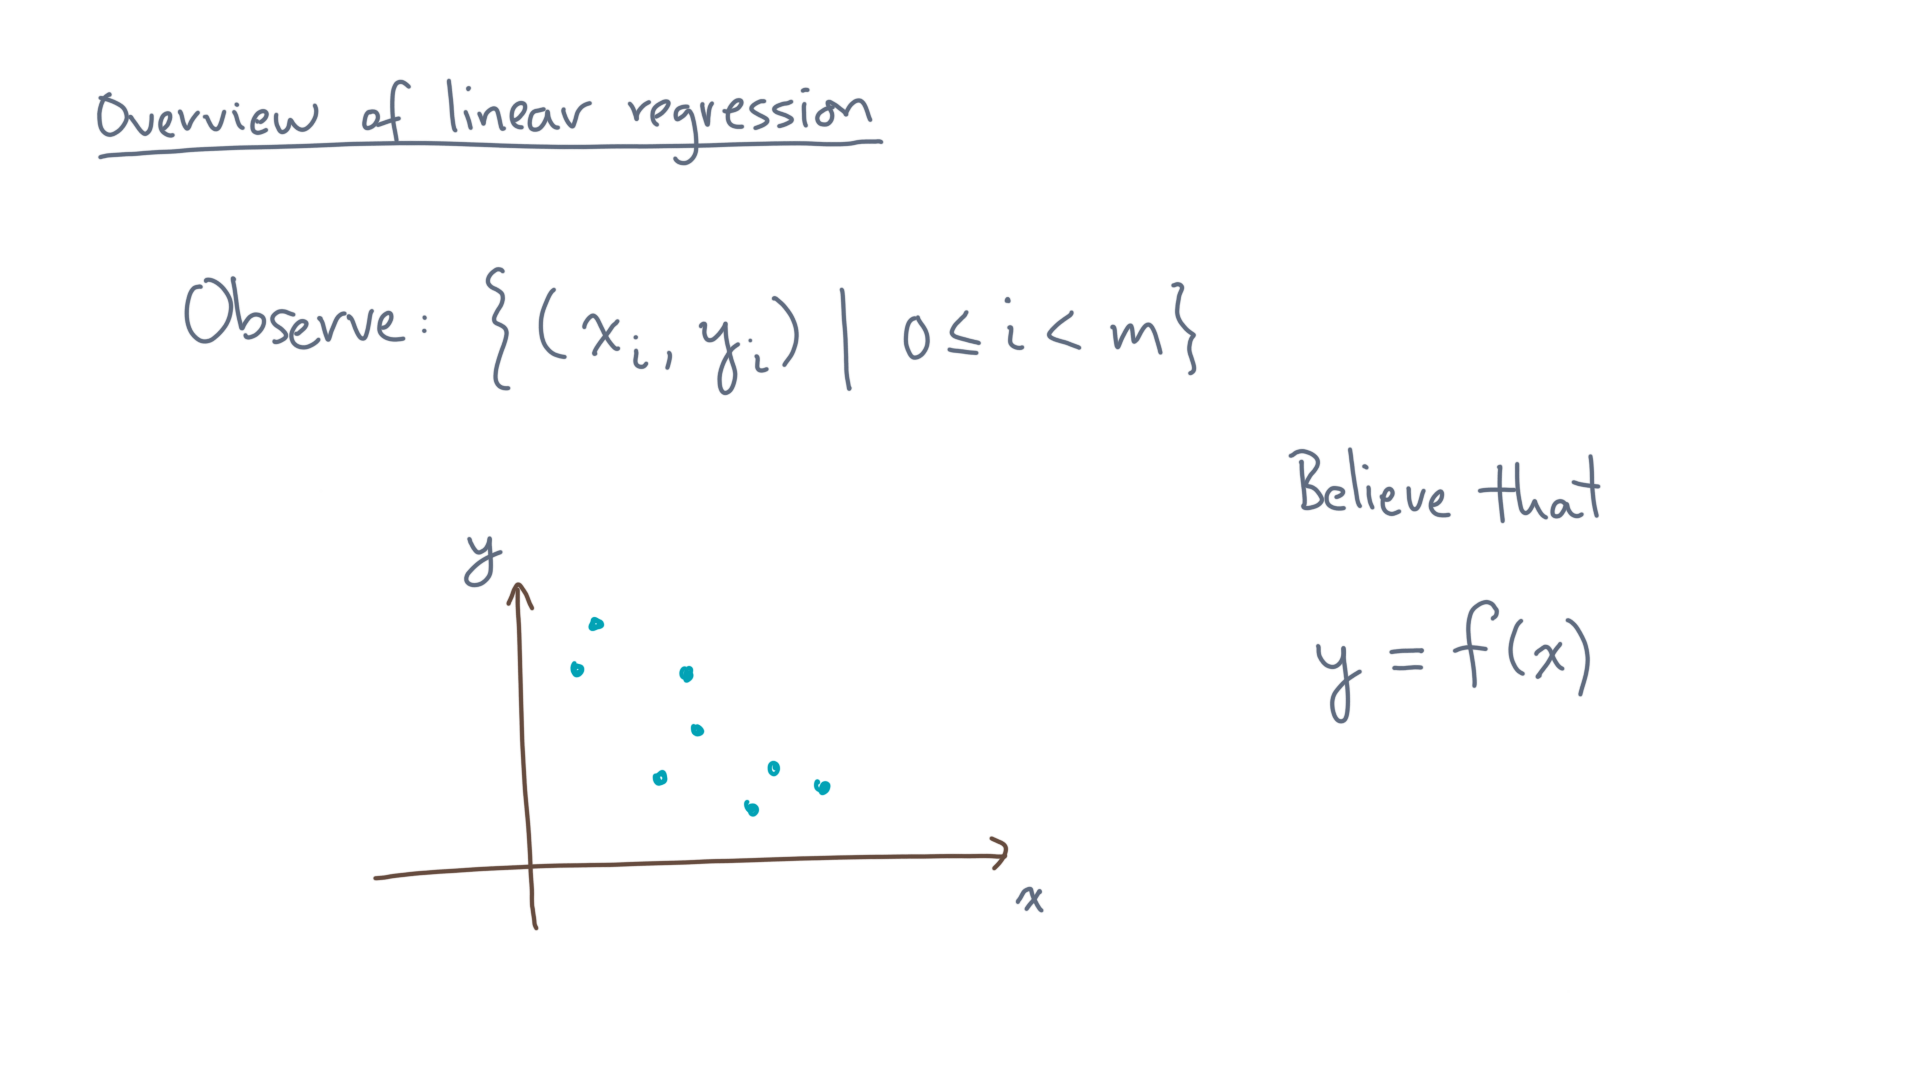 Overview of linear regression
Observe: {(xᵢ, yᵢ) | 0 ≤ i < m}
Believe that
y = f(x)
y
x